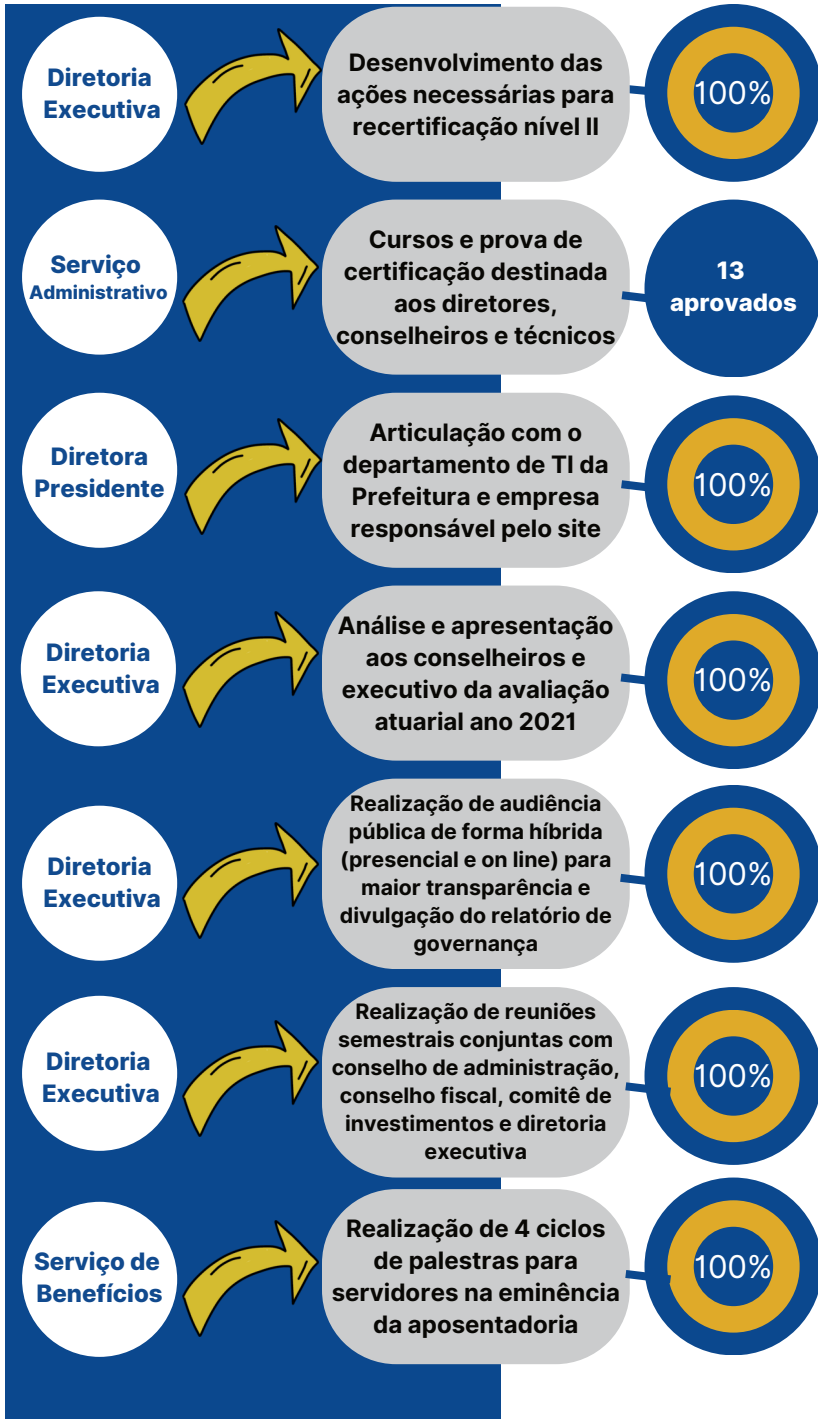 Diretoria
Executiva
Desenvolvimento das
ações necessárias para
recertificação nível II
100%
Serviço
Administrativo
Cursos e prova de
certificação destinada
aos diretores,
conselheiros e técnicos
13
aprovados
Diretora
Presidente
Articulação com o
departamento de TI da
Prefeitura e empresa
responsável pelo site
100%
Diretoria
Executiva
Análise e apresentação
aos conselheiros e
executivo da avaliação
atuarial ano 2021
100%
Diretoria
Executiva
Realização de audiência
pública de forma híbrida
(presencial e on line) para
maior transparência e
divulgação do relatório de
governança
100%
Diretoria
Executiva
Realização de reuniões
semestrais conjuntas com
conselho de administração,
conselho fiscal, comitê de
investimentos e diretoria
executiva
100%
Serviço de
Benefícios
Realização de 4 ciclos
de palestras para
servidores na eminência
da aposentadoria
100%